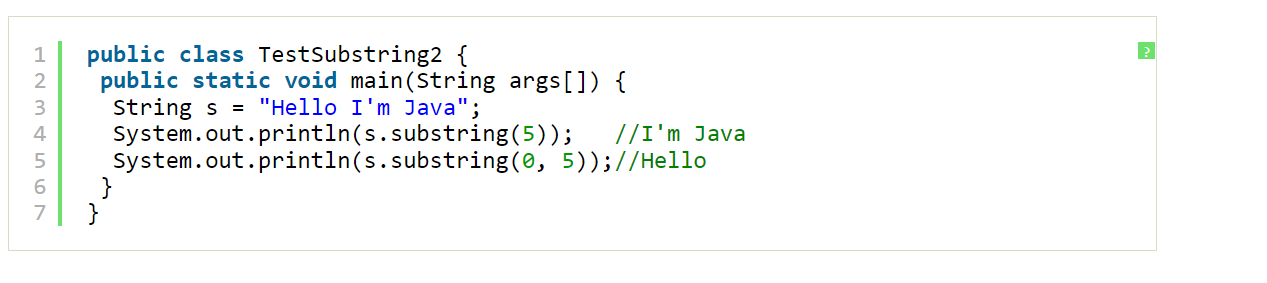 1 public class TestSubstring2 {
2 public static void main(String args[]) {
3 String s = "Hello I'm Java";
4 System.out.println(s.substring(5)); //I'm Java
5 System.out.println(s.substring(0, 5));//Hello
6 }
7 }
?